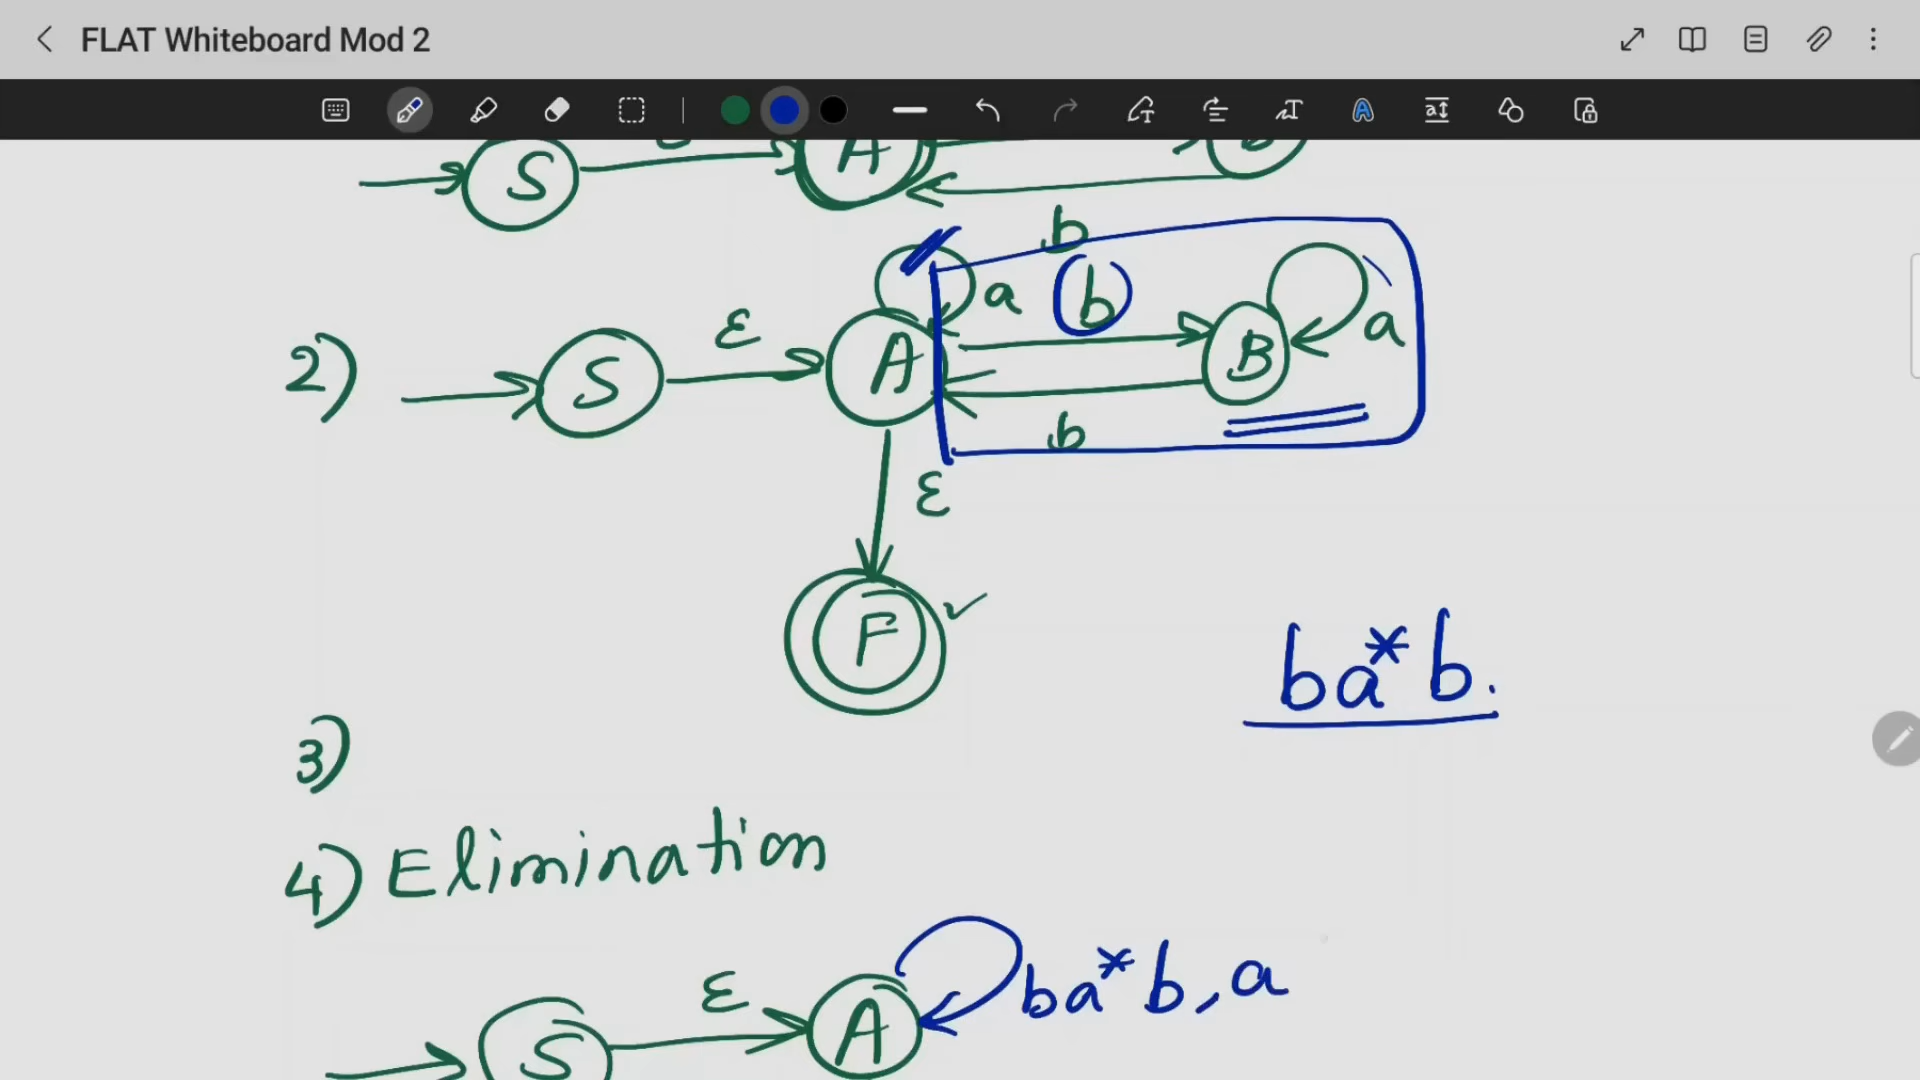 FLAT Whiteboard Mod 2
S A
b
a b a
2) S ε A B
b
ε
F
ba*b.
3)
4) Elimination
ba*b, a
S ε A